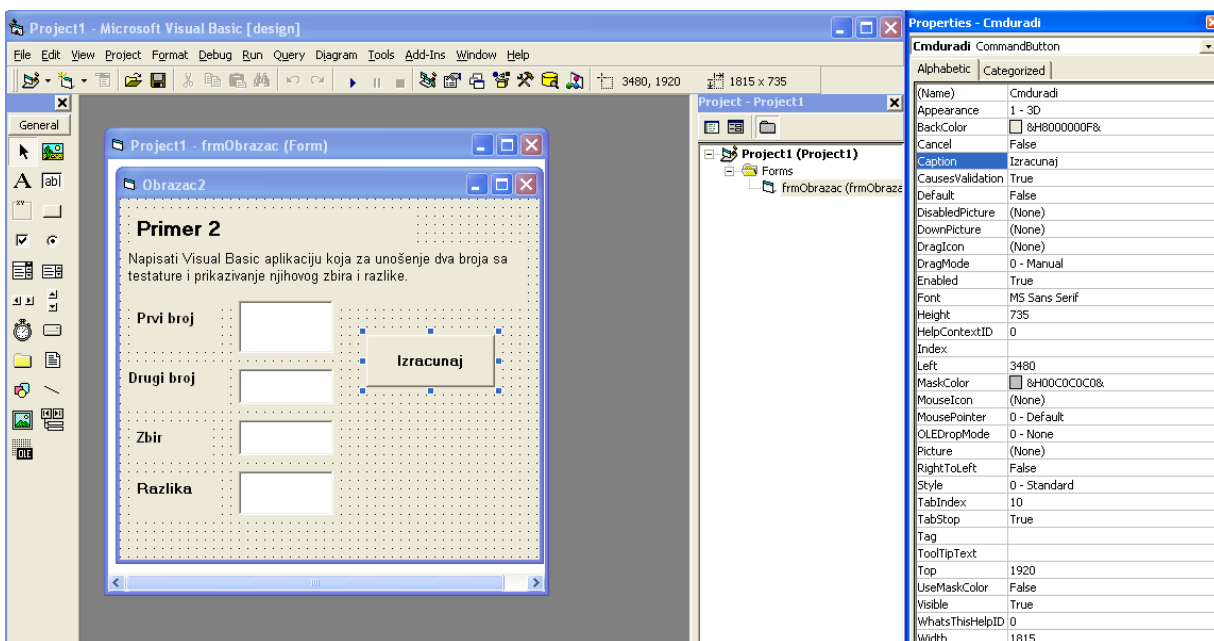 Project1 - Microsoft Visual Basic [design]
File Edit View Project Format Debug Run Query Diagram Tools Add-Ins Window Help
3480, 1920 1815 x 735
General
A ab|
xv
OLE
Project1 - frmObrazac (Form)
Obrazac2
Primer 2
Napisati Visual Basic aplikaciju koja za unošenje dva broja sa
testature i prikazivanje njihovog zbira i razlike.
Prvi broj
Izracunaj
Drugi broj
Zbir
Razlika
Project - Project1
Project1 (Project1)
Forms
frmObrazac (frmObraza
Properties - Cmduradi
Cmduradi CommandButton
Alphabetic Categorized
(Name) Cmduradi
Appearance 1 - 3D
BackColor &H8000000F&
Cancel False
Caption Izracunaj
CausesValidation True
Default False
DisabledPicture (None)
DownPicture (None)
DragIcon (None)
DragMode 0 - Manual
Enabled True
Font MS Sans Serif
Height 735
HelpContextID 0
Index
Left 3480
MaskColor &H00C0C0C0&
MouseIcon (None)
MousePointer 0 - Default
OLEDropMode 0 - None
Picture (None)
RightToLeft False
Style 0 - Standard
TabIndex 10
TabStop True
Tag
ToolTipText
Top 1920
UseMaskColor False
Visible True
WhatsThisHelpID 0
Width 1815